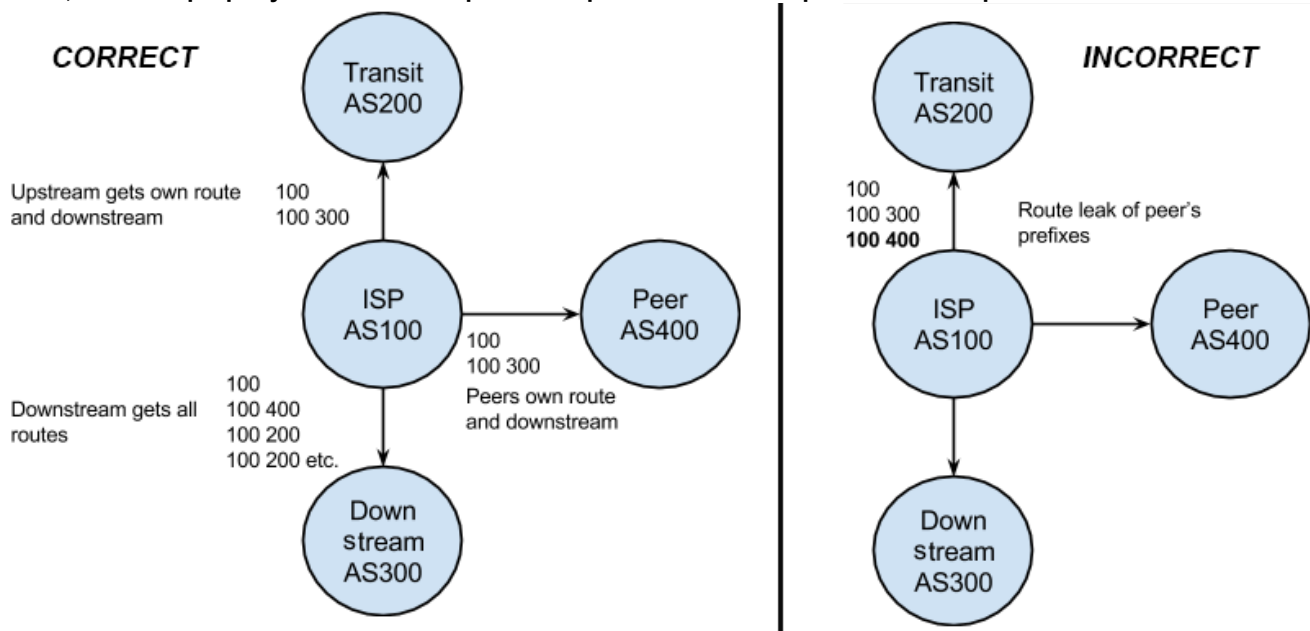 CORRECT
Transit
AS200
Upstream gets own route
and downstream
100
100 300
ISP
AS100
Peer
AS400
100
100 300
Peers own route
and downstream
Downstream gets all
routes
100
100 400
100 200
100 200 etc.
Down
stream
AS300
INCORRECT
Transit
AS200
100
100 300
100 400
Route leak of peer's
prefixes
ISP
AS100
Peer
AS400
Down
stream
AS300